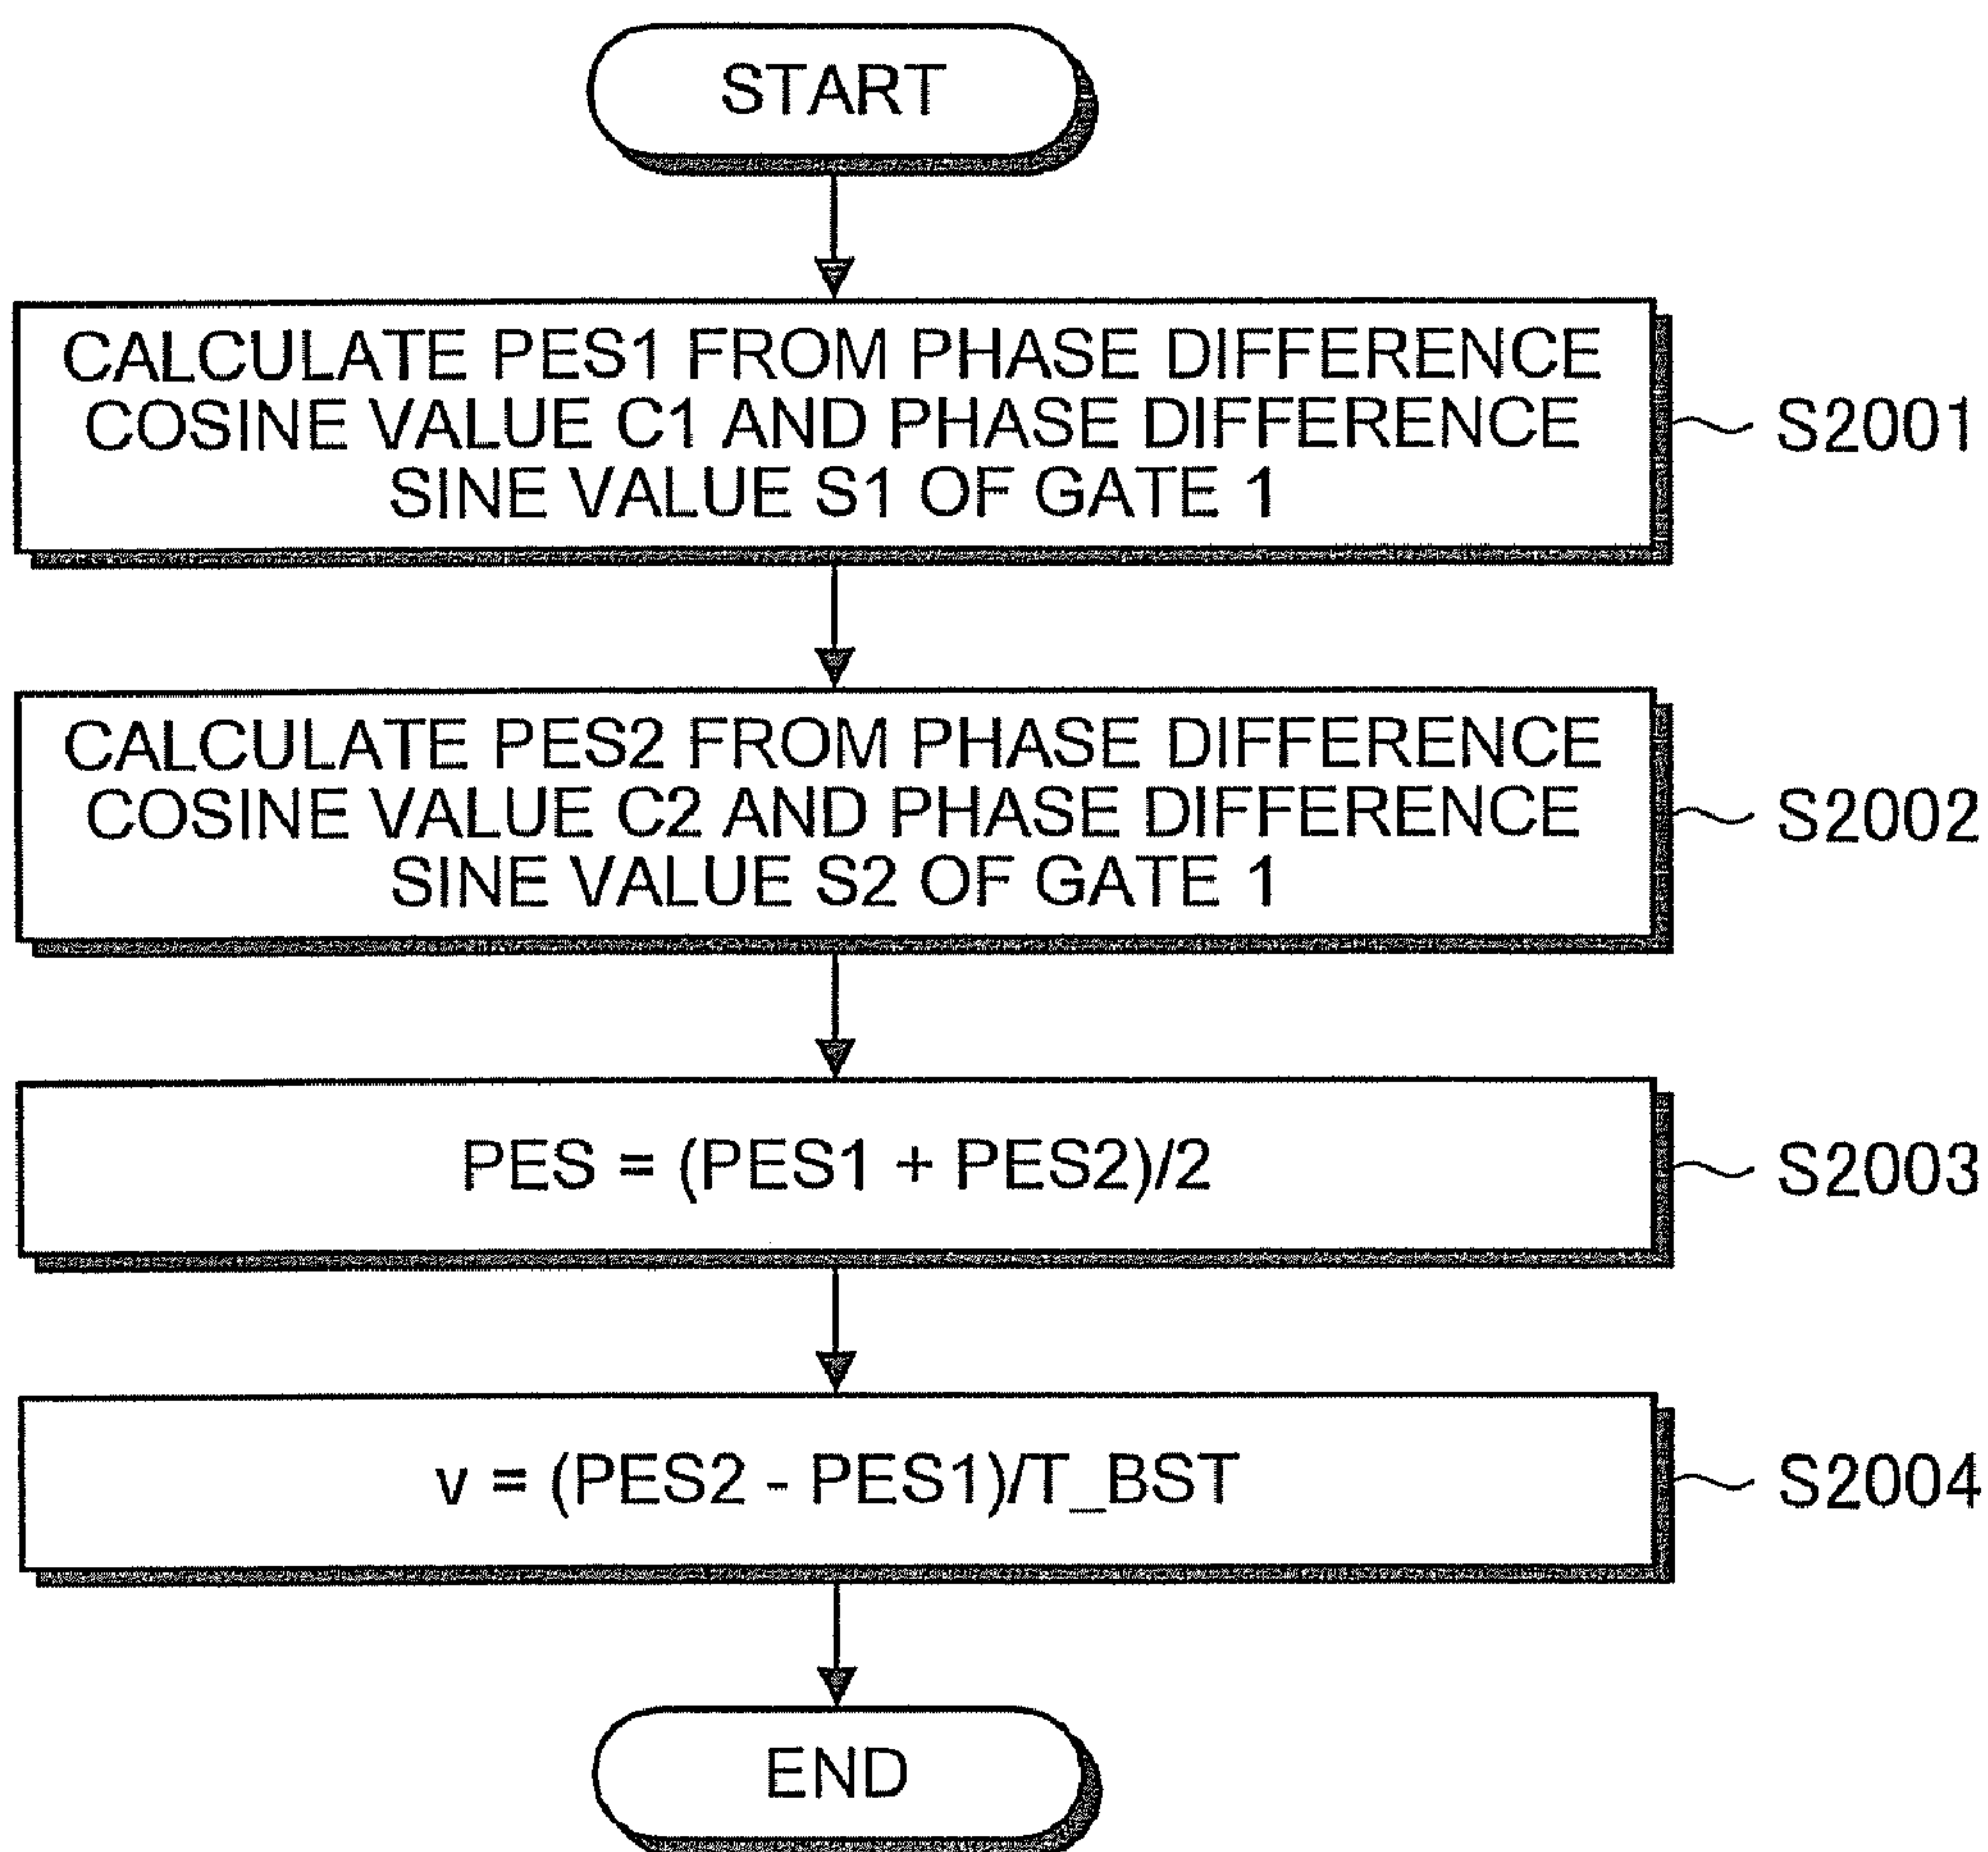 START
CALCULATE PES1 FROM PHASE DIFFERENCE
COSINE VALUE C1 AND PHASE DIFFERENCE
SINE VALUE S1 OF GATE 1
S2001
CALCULATE PES2 FROM PHASE DIFFERENCE
COSINE VALUE C2 AND PHASE DIFFERENCE
SINE VALUE S2 OF GATE 1
S2002
PES = (PES1 + PES2)/2
S2003
v = (PES2 - PES1)/T_BST
S2004
END